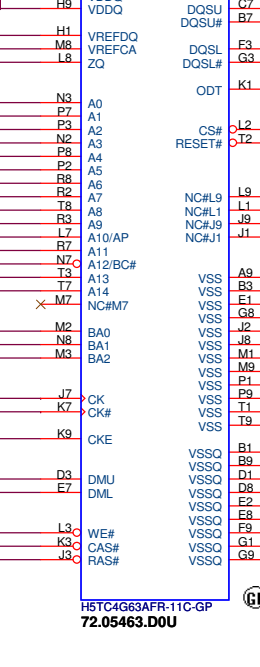 H9 VDDQ DQSU C7
DQSU# B7
H1 VREFDQ
M8 VREFCA DQSL F3
L8 ZQ DQSL# G3
ODT K1
N3 A0
P7 A1
P3 A2 CS# L2
N2 A3 RESET# T2
P8 A4
P2 A5
R8 A6
R2 A7 NC#L9 L9
T8 A8 NC#L1 L1
R3 A9 NC#J9 J9
L7 A10/AP NC#J1 J1
R7 A11
N7 A12/BC#
T3 A13 VSS A9
T7 A14 VSS B3
M7 NC#M7 VSS E1
VSS G8
M2 BA0 VSS J2
N8 BA1 VSS J8
M3 BA2 VSS M1
VSS M9
VSS P1
J7 CK VSS P9
K7 CK# VSS T1
VSS T9
K9 CKE
VSSQ B1
VSSQ B9
D3 DMU VSSQ D1
E7 DML VSSQ D8
VSSQ E2
VSSQ E8
L3 WE# VSSQ F9
K3 CAS# VSSQ G1
J3 RAS# VSSQ G9
H5TC4G63AFR-11C-GP
72.05463.D0U